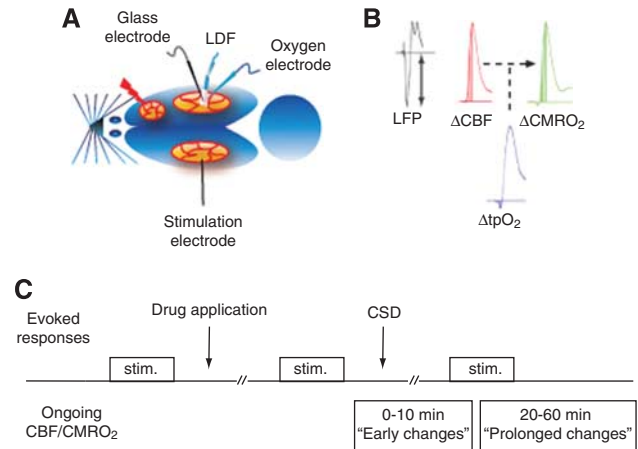 A
Glass
electrode
LDF
Oxygen
electrode
Stimulation
electrode
B
LFP
ΔCBF
ΔCMRO₂
ΔtpO₂
C
Evoked
responses
Drug application
CSD
stim.
stim.
stim.
Ongoing
CBF/CMRO₂
0-10 min
“Early changes”
20-60 min
“Prolonged changes”